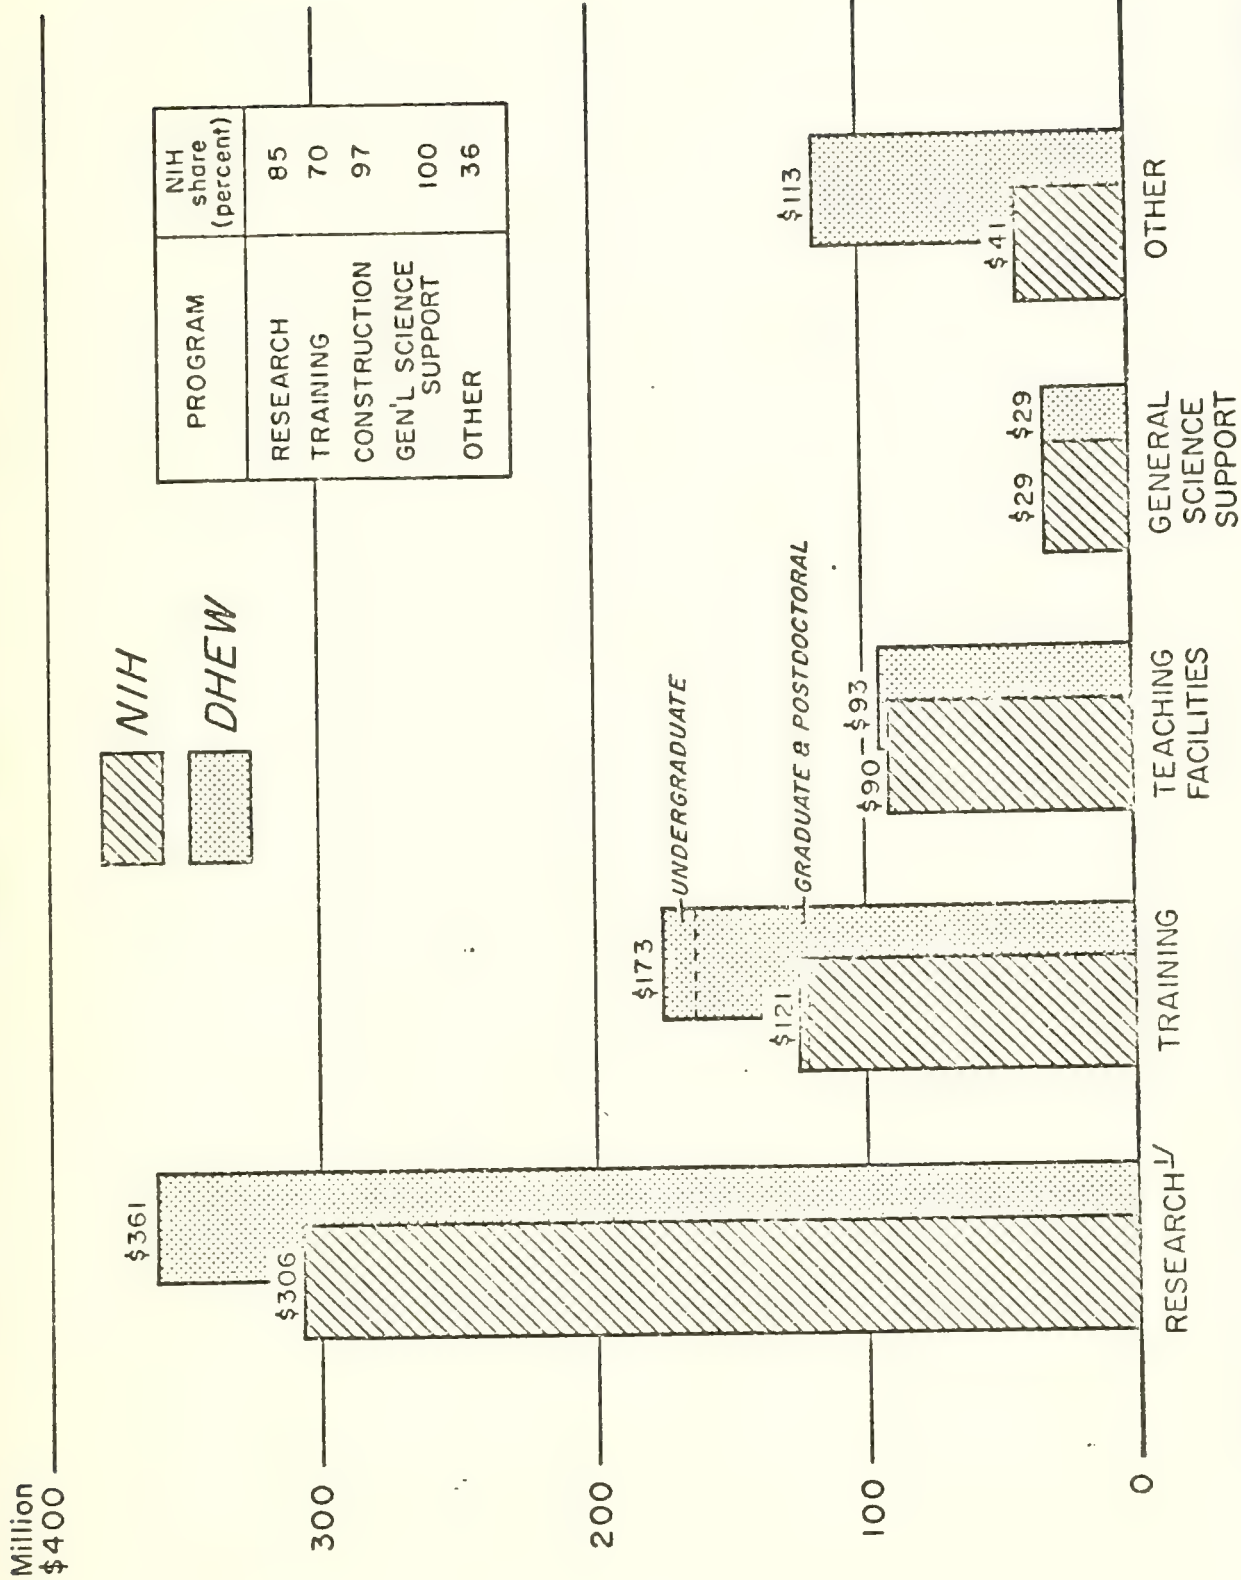 Million
$400
300
200
100
0
NIH
DHEW
PROGRAM
NIH
share
(percent)
RESEARCH 85
TRAINING 70
CONSTRUCTION 97
GEN'L SCIENCE
SUPPORT 100
OTHER 36
$361
$306
$173
$121
UNDERGRADUATE
GRADUATE & POSTDOCTORAL
$90
$93
$29
$29
$113
$41
RESEARCH 1/
TRAINING
TEACHING
FACILITIES
GENERAL
SCIENCE
SUPPORT
OTHER